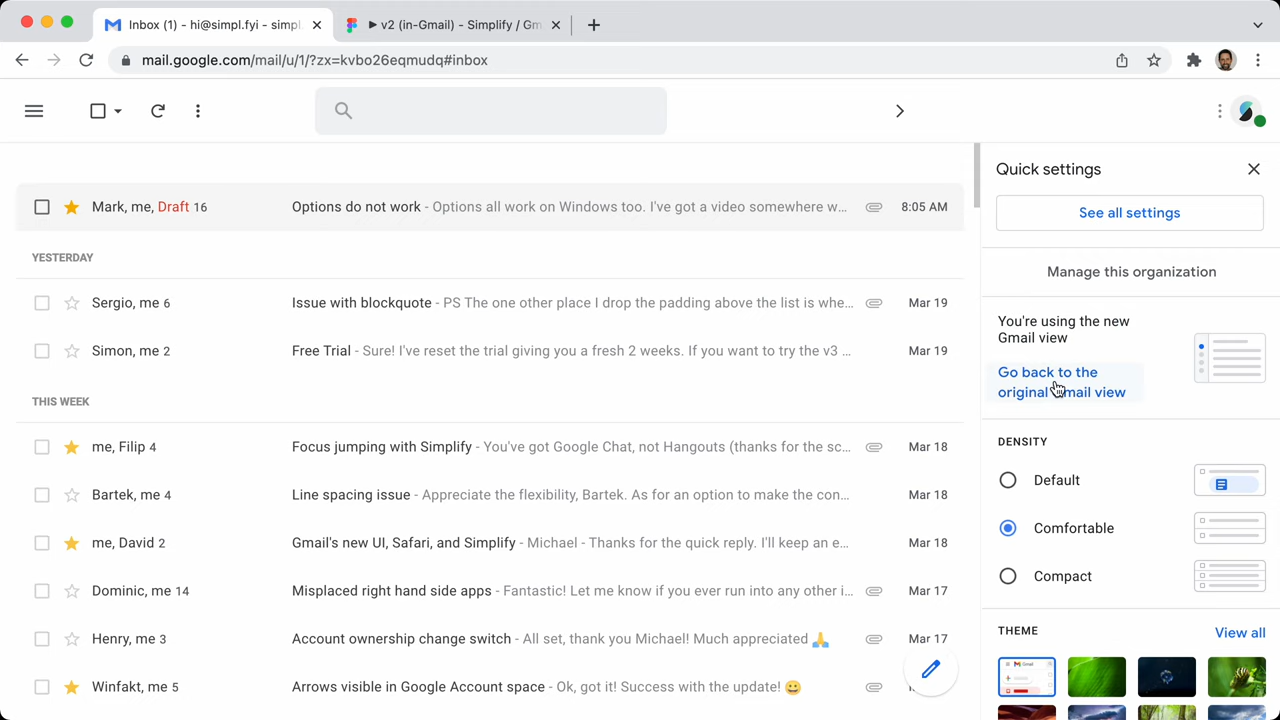 Inbox (1) - hi@simpl.fyi - simpl
v2 (in-Gmail) - Simplify / Gm
mail.google.com/mail/u/1/?zx=kvbo26eqmudq#inbox
Quick settings
See all settings
Manage this organization
You're using the new
Gmail view
Go back to the
original Gmail view
DENSITY
Default
Comfortable
Compact
THEME
View all
Gmail
Mark, me, Draft 16 Options do not work - Options all work on Windows too. I've got a video somewhere w... 8:05 AM
YESTERDAY
Sergio, me 6 Issue with blockquote - PS The one other place I drop the padding above the list is whe... Mar 19
Simon, me 2 Free Trial - Sure! I've reset the trial giving you a fresh 2 weeks. If you want to try the v3 ... Mar 19
THIS WEEK
me, Filip 4 Focus jumping with Simplify - You've got Google Chat, not Hangouts (thanks for the sc... Mar 18
Bartek, me 4 Line spacing issue - Appreciate the flexibility, Bartek. As for an option to make the con... Mar 18
me, David 2 Gmail's new UI, Safari, and Simplify - Michael - Thanks for the quick reply. I'll keep an e... Mar 18
Dominic, me 14 Misplaced right hand side apps - Fantastic! Let me know if you ever run into any other i... Mar 17
Henry, me 3 Account ownership change switch - All set, thank you Michael! Much appreciated 🙏 Mar 17
Winfakt, me 5 Arrows visible in Google Account space - Ok, got it! Success with the update! 😀